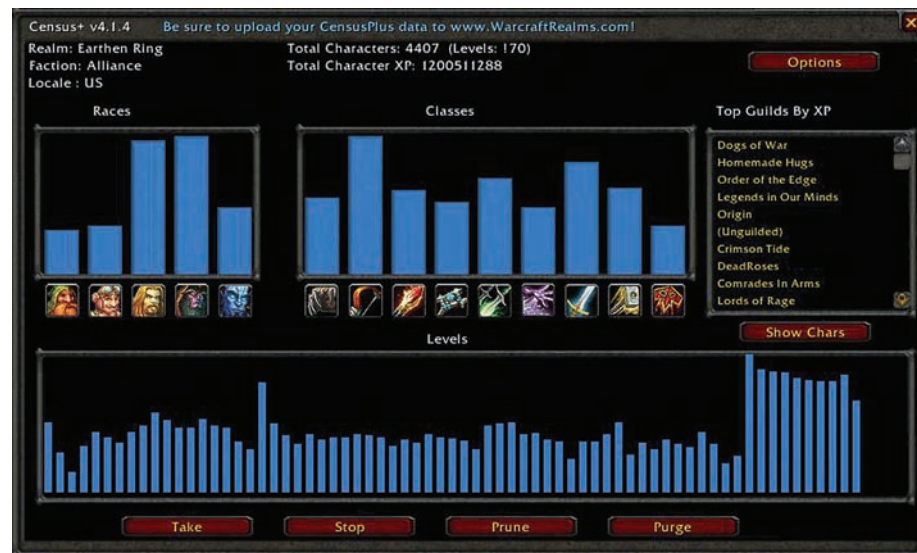 Census+ v4.1.4 Be sure to upload your CensusPlus data to www.WarcraftRealms.com!
Realm: Earthen Ring
Faction: Alliance
Locale : US
Total Characters: 4407 (Levels: !70)
Total Character XP: 1200511288
Options
Races
Classes
Top Guilds By XP
Dogs of War
Homemade Hugs
Order of the Edge
Legends in Our Minds
Origin
(Unguilded)
Crimson Tide
DeadRoses
Comrades In Arms
Lords of Rage
Show Chars
Levels
Take
Stop
Prune
Purge